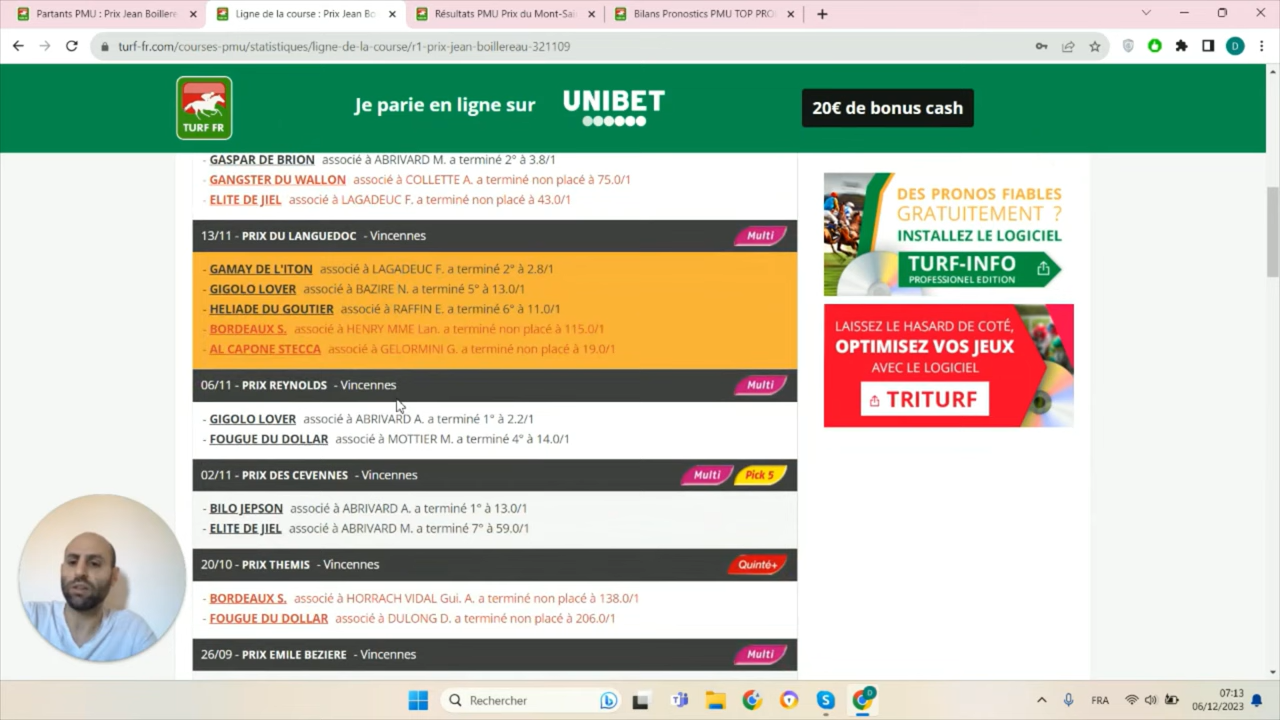 Partants PMU : Prix Jean Boillere
Ligne de la course : Prix Jean Bo
Résultats PMU Prix du Mont-Sai
Bilans Pronostics PMU TOP PRO
turf-fr.com/courses-pmu/statistiques/ligne-de-la-course/r1-prix-jean-boillereau-321109
D
TURF FR
Je parie en ligne sur
UNIBET
20€ de bonus cash
- GASPAR DE BRION associé à ABRIVARD M. a terminé 2° à 3.8/1
- GANGSTER DU WALLON associé à COLLETTE A. a terminé non placé à 75.0/1
- ELITE DE JIEL associé à LAGADEUC F. a terminé non placé à 43.0/1
13/11 - PRIX DU LANGUEDOC - Vincennes
Multi
- GAMAY DE L'ITON associé à LAGADEUC F. a terminé 2° à 2.8/1
- GIGOLO LOVER associé à BAZIRE N. a terminé 5° à 13.0/1
- HELIADE DU GOUTIER associé à RAFFIN E. a terminé 6° à 11.0/1
- BORDEAUX S. associé à HENRY MME Lan. a terminé non placé à 115.0/1
- AL CAPONE STECCA associé à GELORMINI G. a terminé non placé à 19.0/1
06/11 - PRIX REYNOLDS - Vincennes
Multi
- GIGOLO LOVER associé à ABRIVARD A. a terminé 1° à 2.2/1
- FOUGUE DU DOLLAR associé à MOTTIER M. a terminé 4° à 14.0/1
02/11 - PRIX DES CEVENNES - Vincennes
Multi Pick 5
- BILO JEPSON associé à ABRIVARD A. a terminé 1° à 13.0/1
- ELITE DE JIEL associé à ABRIVARD M. a terminé 7° à 59.0/1
20/10 - PRIX THEMIS - Vincennes
Quinté+
- BORDEAUX S. associé à HORRACH VIDAL Gui. A. a terminé non placé à 138.0/1
- FOUGUE DU DOLLAR associé à DULONG D. a terminé non placé à 206.0/1
26/09 - PRIX EMILE BEZIERE - Vincennes
Multi
DES PRONOS FIABLES
GRATUITEMENT ?
INSTALLEZ LE LOGICIEL
TURF-INFO
PROFESSIONEL EDITION
LAISSEZ LE HASARD DE COTÉ,
OPTIMISEZ VOS JEUX
AVEC LE LOGICIEL
TRITURF
Rechercher
FRA
07:13
06/12/2023